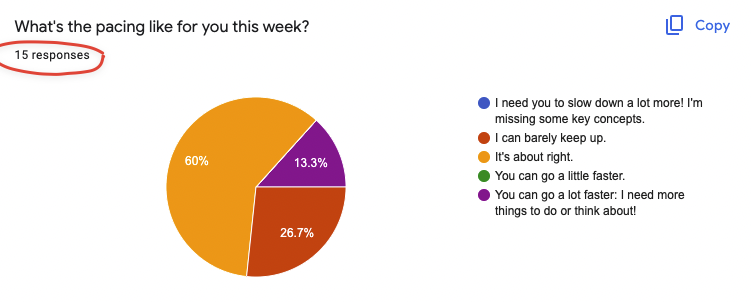 What's the pacing like for you this week?
Copy
15 responses
I need you to slow down a lot more! I'm
missing some key concepts.
I can barely keep up.
It's about right.
You can go a little faster.
You can go a lot faster: I need more
things to do or think about!
60%
13.3%
26.7%